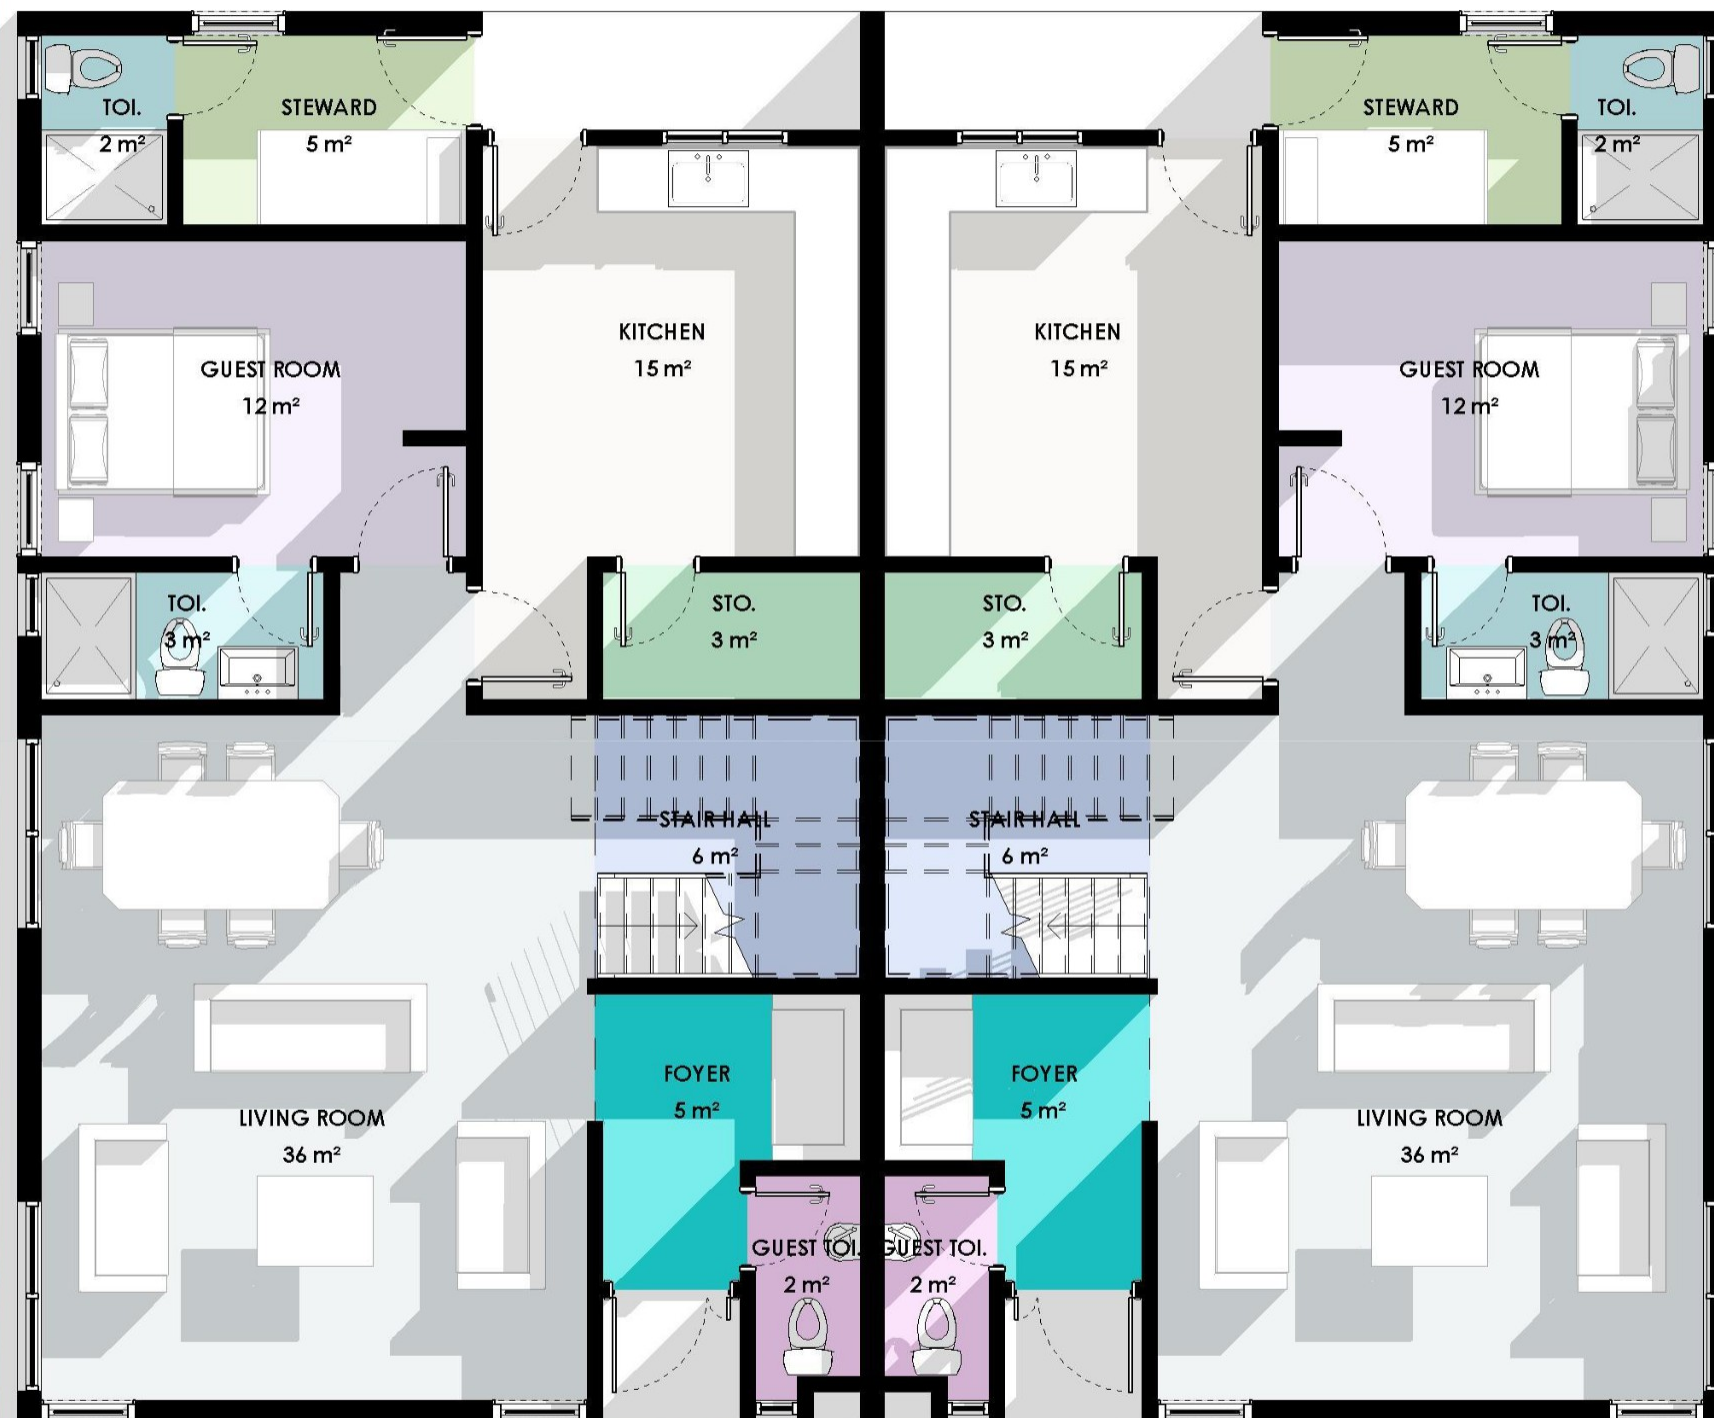 TOI.
2 m²
STEWARD
5 m²
STEWARD
5 m²
TOI.
2 m²
GUEST ROOM
12 m²
KITCHEN
15 m²
KITCHEN
15 m²
GUEST ROOM
12 m²
TOI.
3 m²
STO.
3 m²
STO.
3 m²
TOI.
3 m²
STAIR HALL
6 m²
STAIR HALL
6 m²
LIVING ROOM
36 m²
FOYER
5 m²
FOYER
5 m²
LIVING ROOM
36 m²
GUEST TOI.
2 m²
GUEST TOI.
2 m²